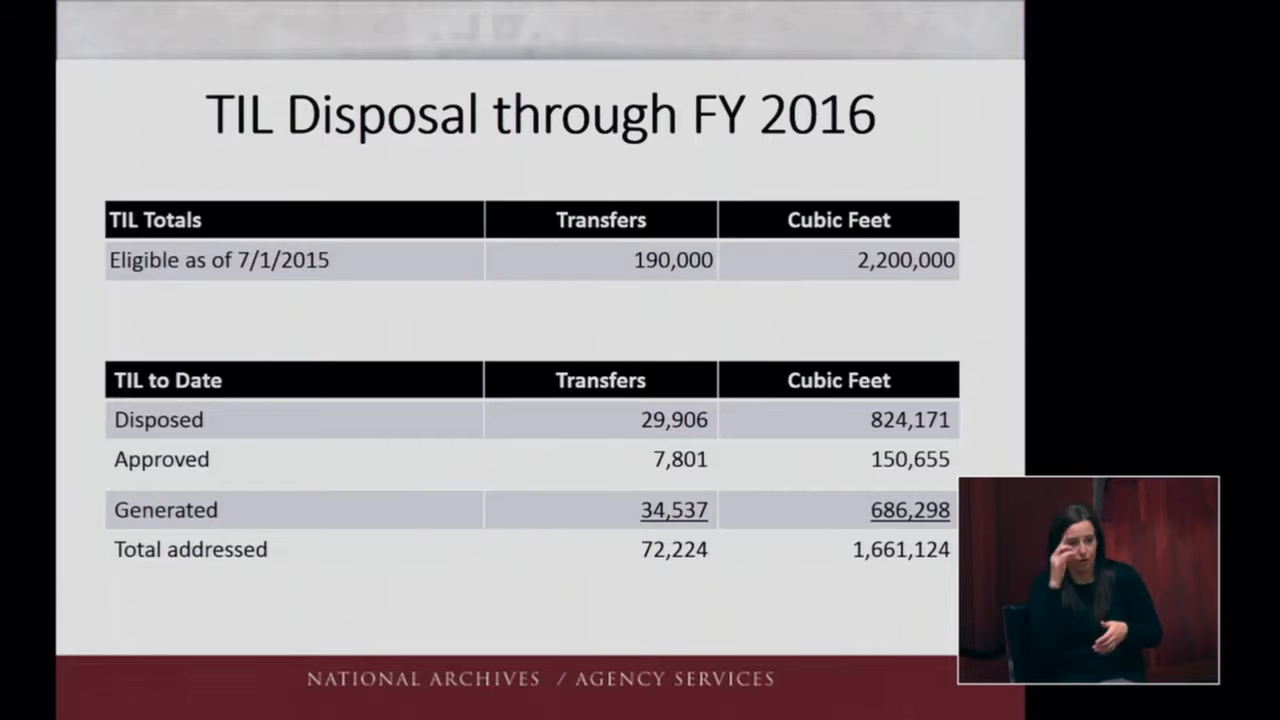 TIL Disposal through FY 2016
TIL Totals Transfers Cubic Feet
Eligible as of 7/1/2015 190,000 2,200,000
TIL to Date Transfers Cubic Feet
Disposed 29,906 824,171
Approved 7,801 150,655
Generated 34,537 686,298
Total addressed 72,224 1,661,124
NATIONAL ARCHIVES / AGENCY SERVICES